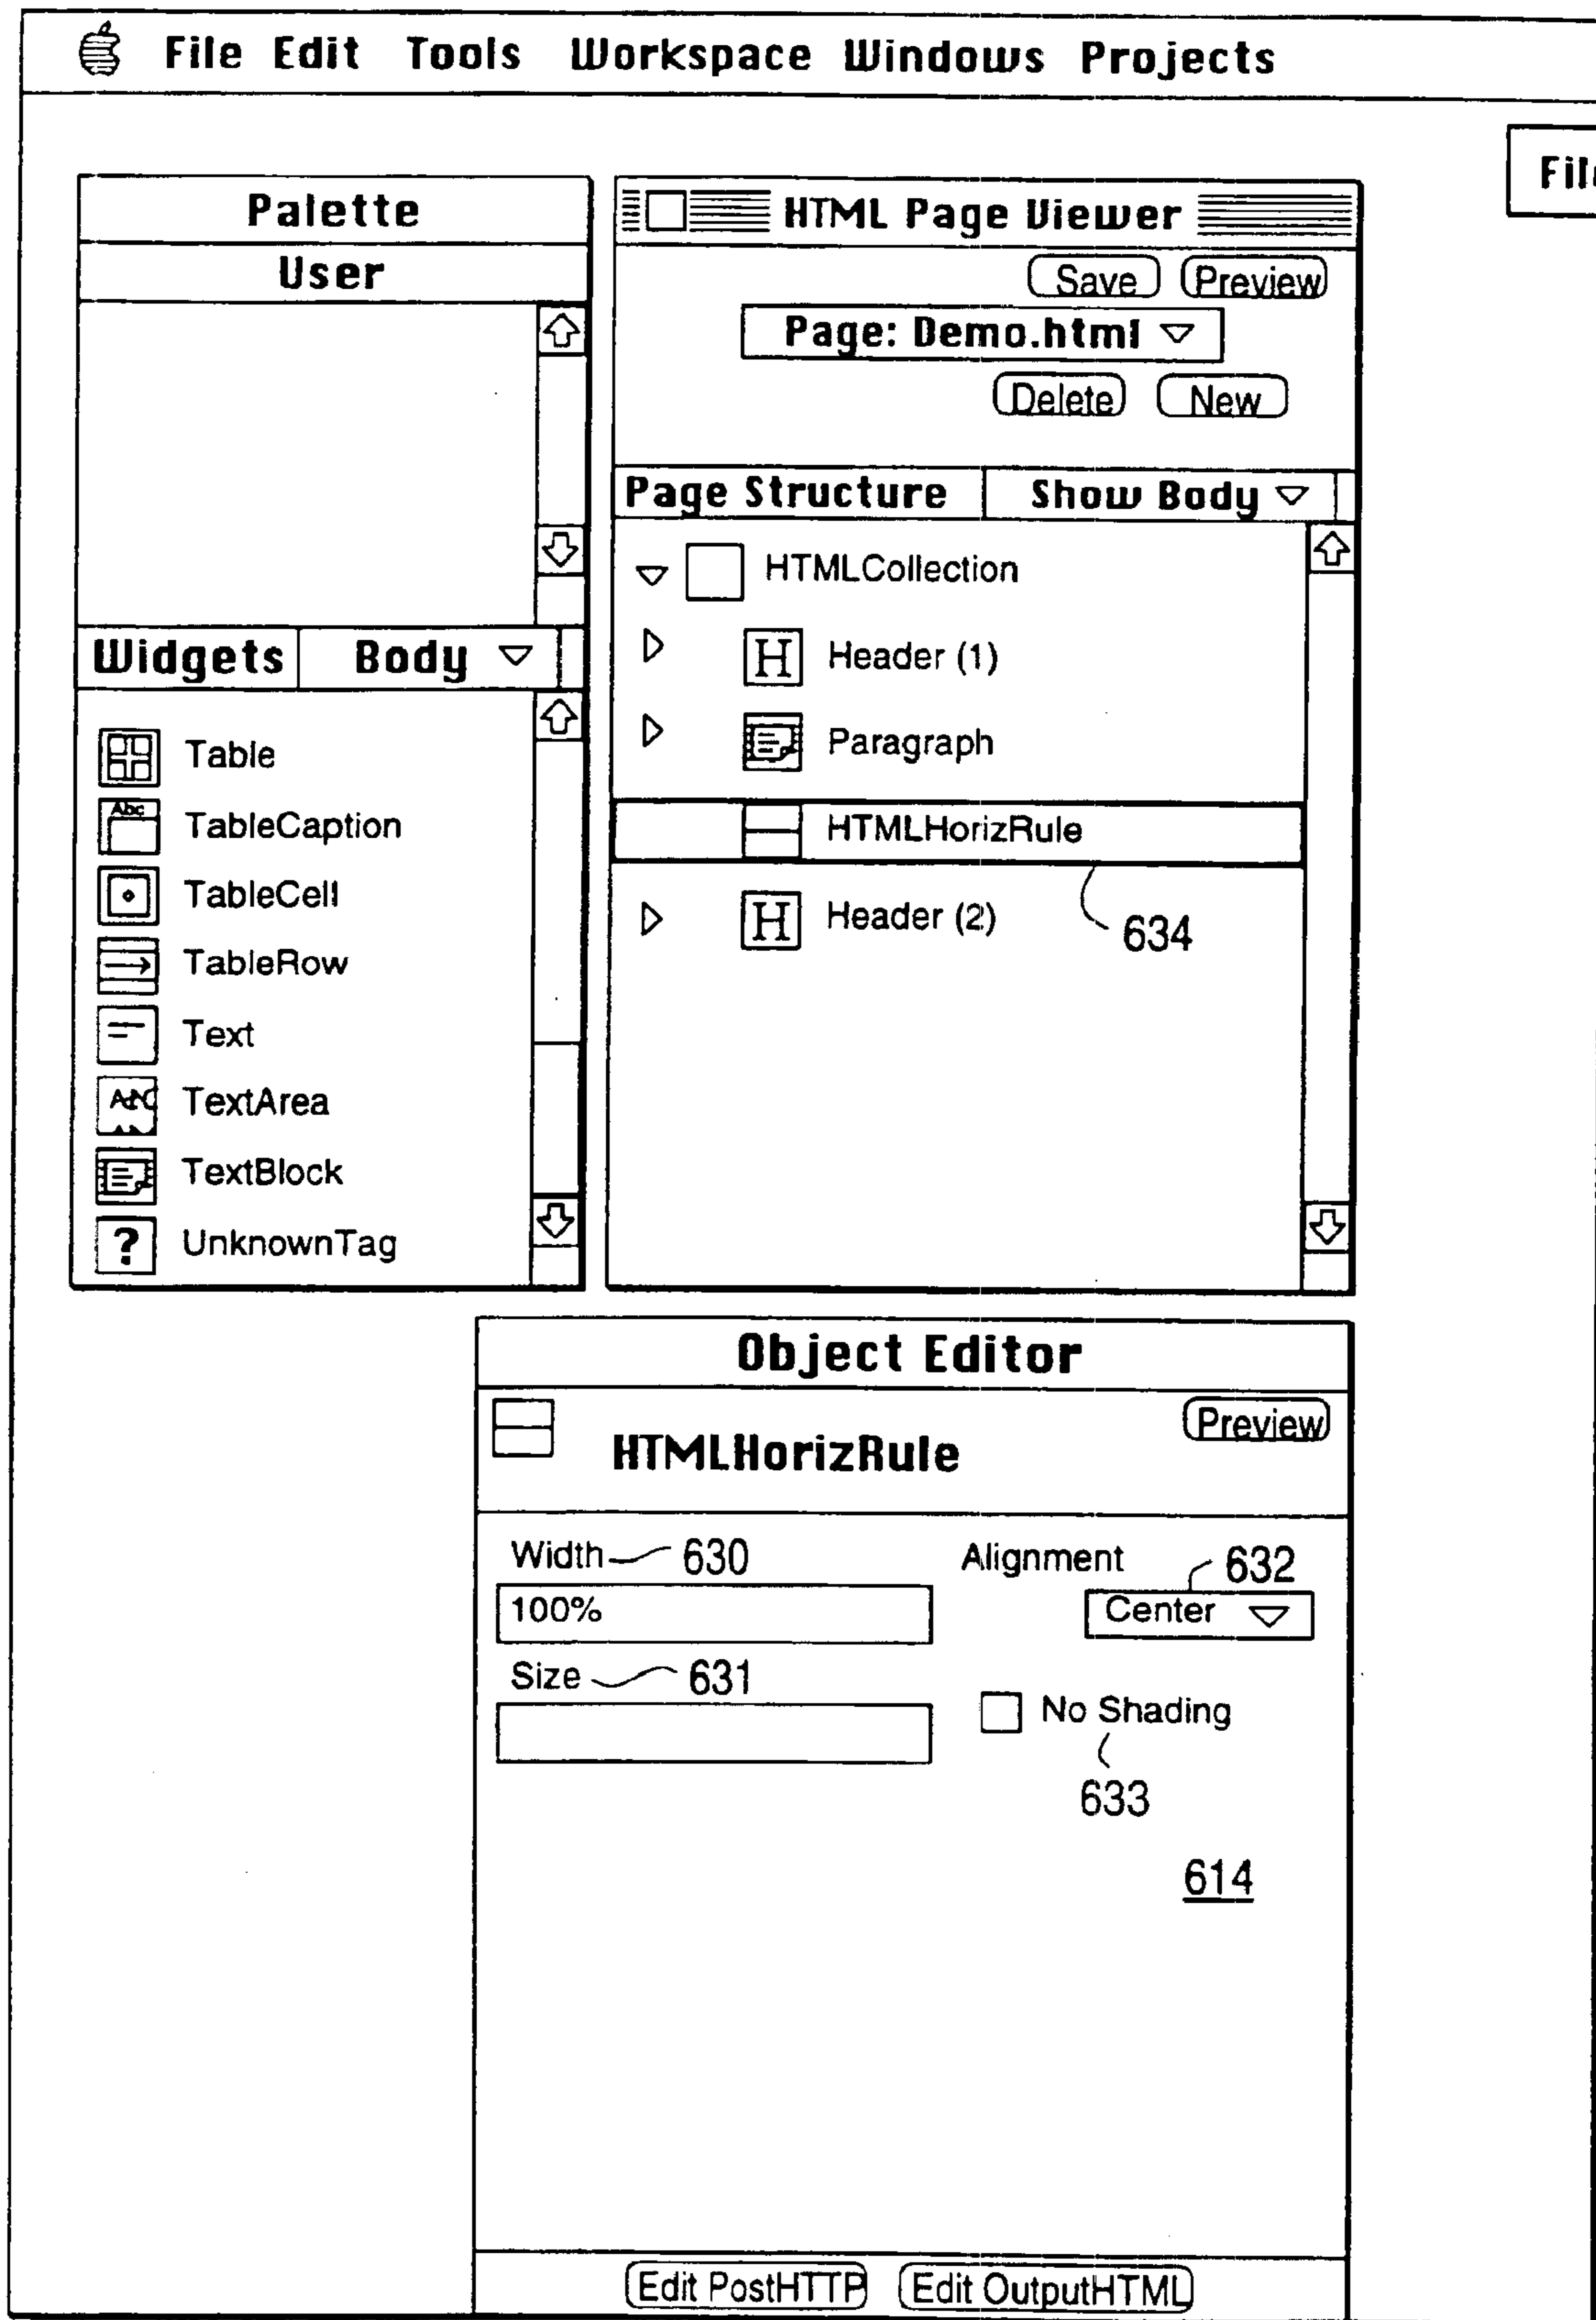 File Edit Tools Workspace Windows Projects
Palette
User
Widgets Body
Table
Abc
TableCaption
TableCell
TableRow
Text
TextArea
TextBlock
? UnknownTag
HTML Page Viewer
Save Preview
Page: Demo.html
Delete New
Page Structure Show Body
HTMLCollection
H Header (1)
Paragraph
HTMLHorizRule
H Header (2)
634
Object Editor
Preview
HTMLHorizRule
Width 630
Alignment 632
100%
Center
Size 631
No Shading
633
614
Edit PostHTTP Edit OutputHTML